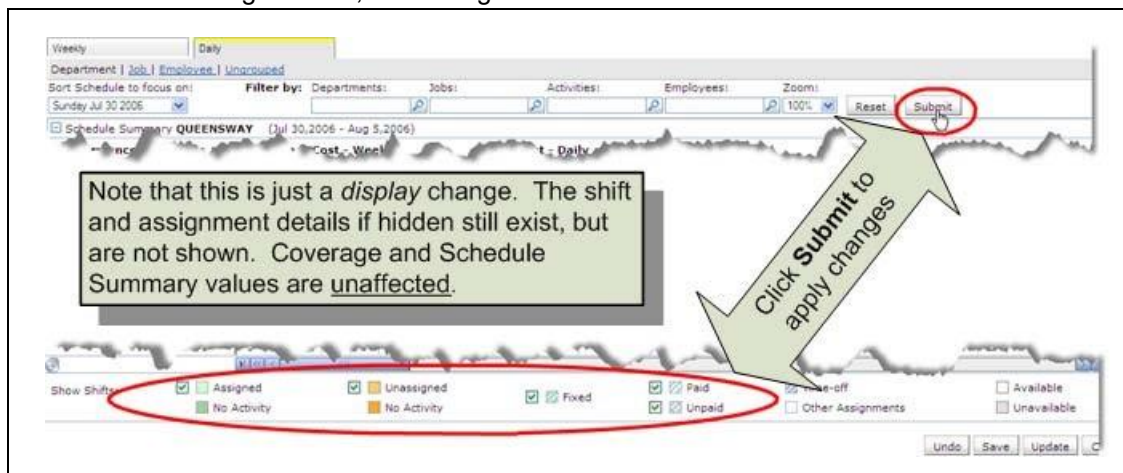 Weekly Daily
Department | Job | Employee | Ungrouped
Sort Schedule to focus on: Filter by: Departments: Jobs: Activities: Employees: Zoom:
Sunday Jul 30 2006 100% Reset Submit
Schedule Summary QUEENSWAY (Jul 30,2006 - Aug 5,2006)
Cost - Daily
Note that this is just a display change. The shift
and assignment details if hidden still exist, but
are not shown. Coverage and Schedule
Summary values are unaffected.
Click Submit to
apply changes
Show Shifts: Assigned Unassigned Fixed Paid Time-off Available
No Activity No Activity Unpaid Other Assignments Unavailable
Undo Save Update